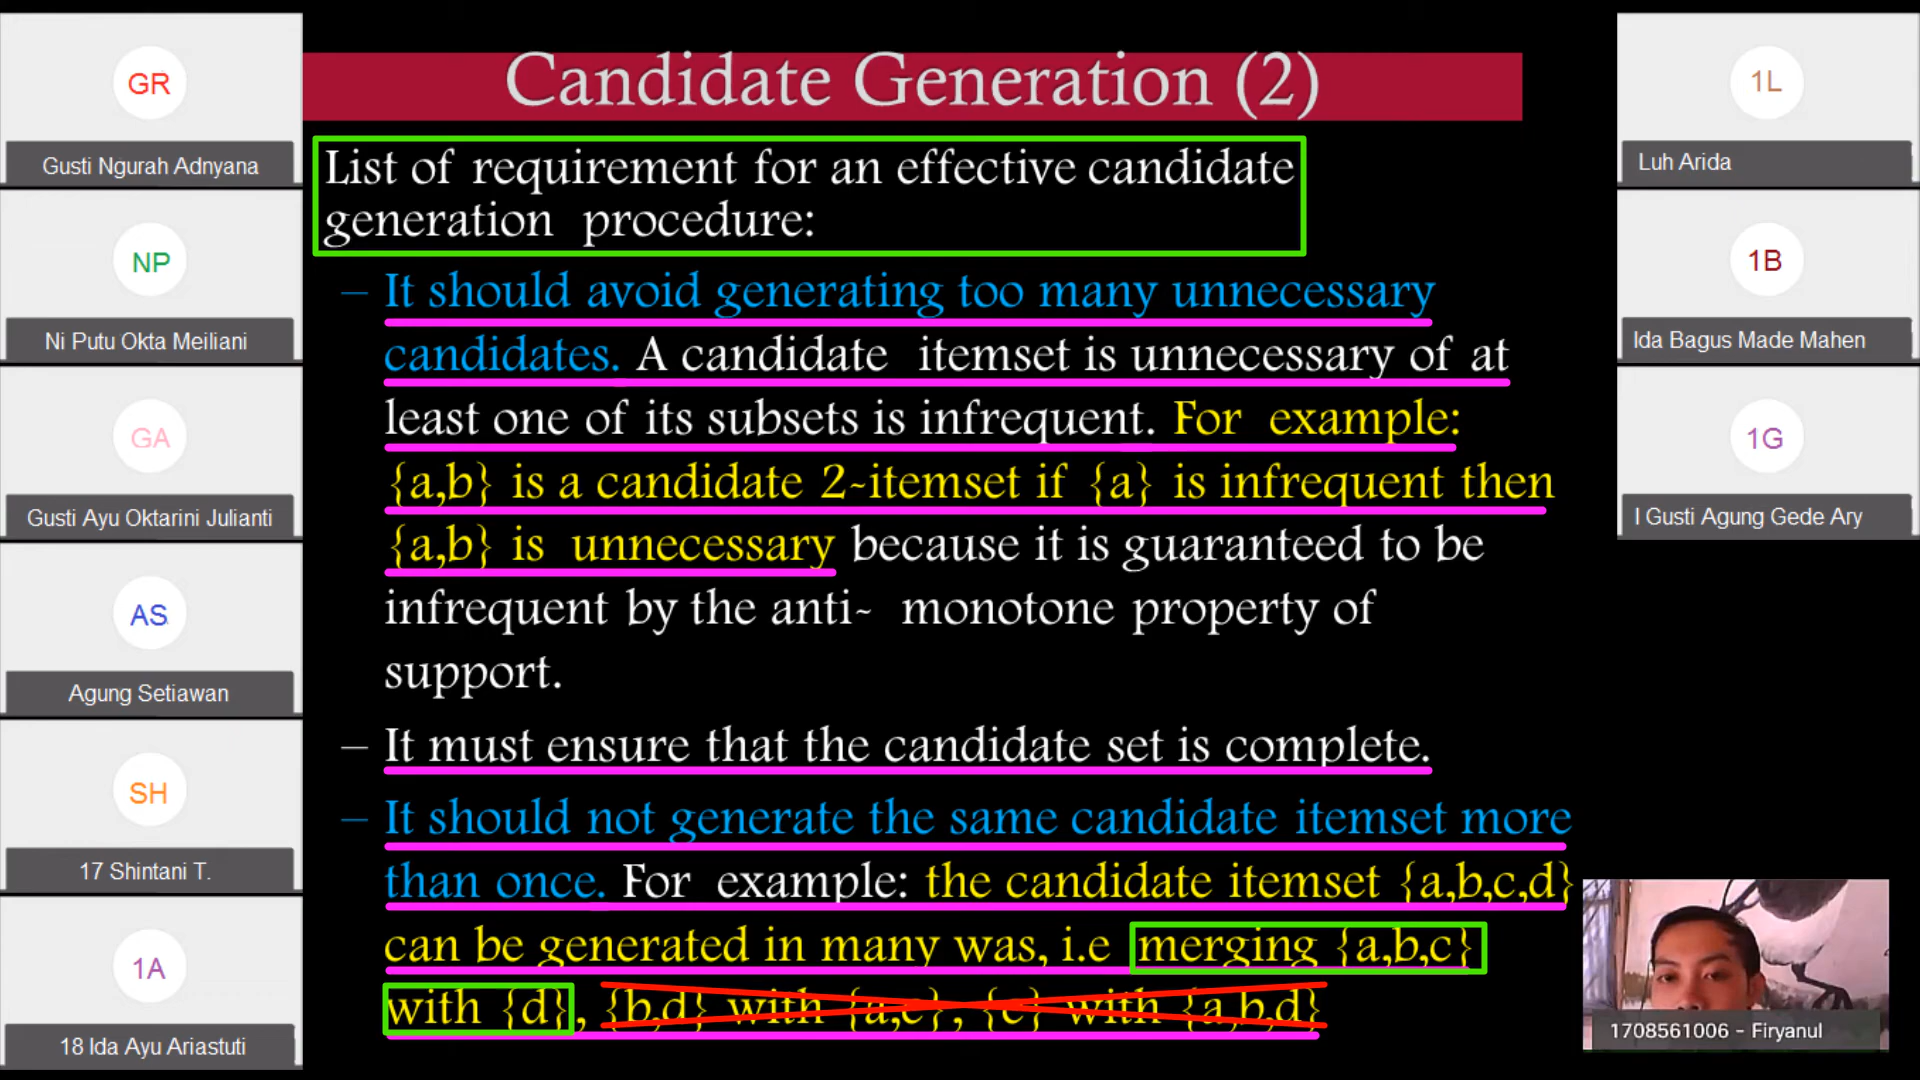 Candidate Generation (2)
List of requirement for an effective candidate
generation procedure:
– It should avoid generating too many unnecessary
candidates. A candidate itemset is unnecessary of at
least one of its subsets is infrequent. For example:
{a,b} is a candidate 2-itemset if {a} is infrequent then
{a,b} is unnecessary because it is guaranteed to be
infrequent by the anti- monotone property of
support.
– It must ensure that the candidate set is complete.
– It should not generate the same candidate itemset more
than once. For example: the candidate itemset {a,b,c,d}
can be generated in many was, i.e merging {a,b,c}
with {d}, {b,d} with {a,c}, {c} with {a,b,d}
GR
Gusti Ngurah Adnyana
NP
Ni Putu Okta Meiliani
GA
Gusti Ayu Oktarini Julianti
AS
Agung Setiawan
SH
17 Shintani T.
1A
18 Ida Ayu Ariastuti
1L
Luh Arida
1B
Ida Bagus Made Mahen
1G
I Gusti Agung Gede Ary
1708561006 - Firyanul